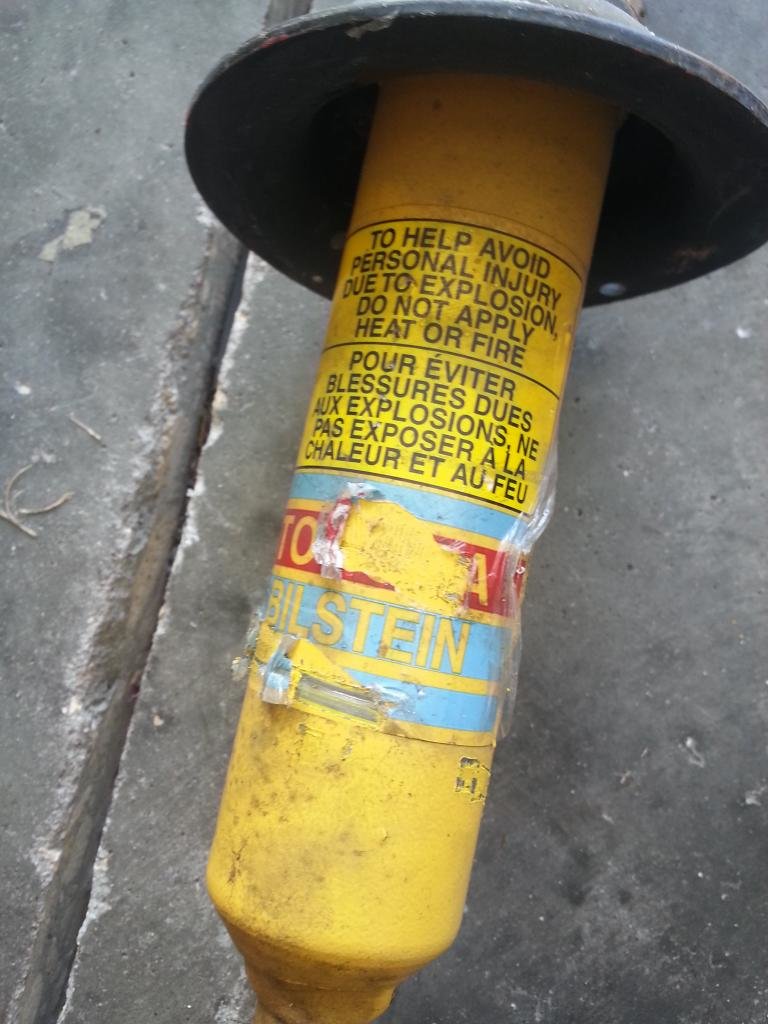 TO HELP AVOID
PERSONAL INJURY
DUE TO EXPLOSION,
DO NOT APPLY
HEAT OR FIRE
POUR ÉVITER
BLESSURES DUES
AUX EXPLOSIONS, NE
PAS EXPOSER À LA
CHALEUR ET AU FEU
BILSTEIN